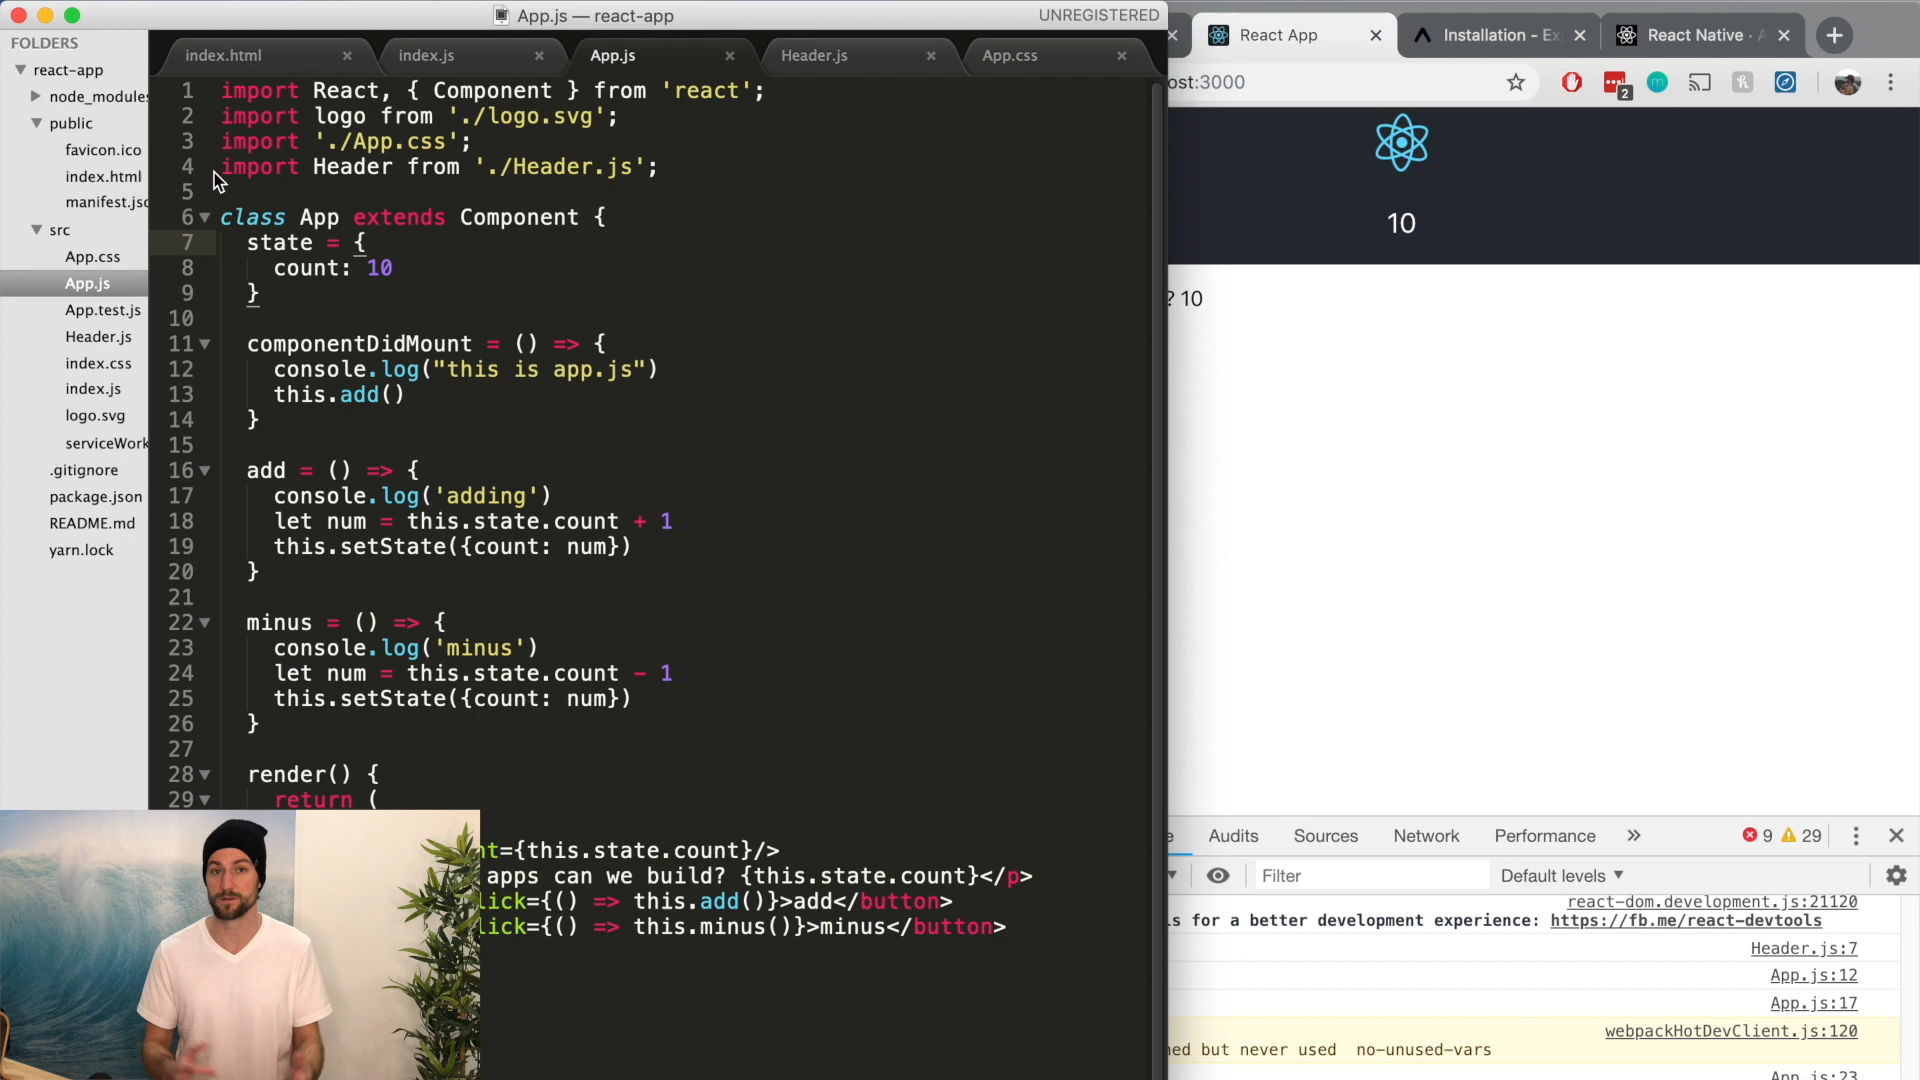 App.js — react-app
UNREGISTERED
FOLDERS
react-app
node_modules
public
favicon.ico
index.html
manifest.jso
src
App.css
App.js
App.test.js
Header.js
index.css
index.js
logo.svg
serviceWork
.gitignore
package.json
README.md
yarn.lock
index.html
index.js
App.js
Header.js
App.css
1 import React, { Component } from 'react';
2 import logo from './logo.svg';
3 import './App.css';
4 import Header from './Header.js';
5
6 class App extends Component {
7 state = {
8 count: 10
9 }
10
11 componentDidMount = () => {
12 console.log("this is app.js")
13 this.add()
14 }
15
16 add = () => {
17 console.log('adding')
18 let num = this.state.count + 1
19 this.setState({count: num})
20 }
21
22 minus = () => {
23 console.log('minus')
24 let num = this.state.count - 1
25 this.setState({count: num})
26 }
27
28 render() {
29 return (
nt={this.state.count}/>
apps can we build? {this.state.count}</p>
lick={() => this.add()}>add</button>
lick={() => this.minus()}>minus</button>
React App
Installation - Ex
React Native · A
ost:3000
2
10
? 10
e Audits Sources Network Performance » 9 29
Filter
Default levels
react-dom.development.js:21120
s for a better development experience: https://fb.me/react-devtools
Header.js:7
App.js:12
App.js:17
webpackHotDevClient.js:120
ned but never used no-unused-vars
App.js:23